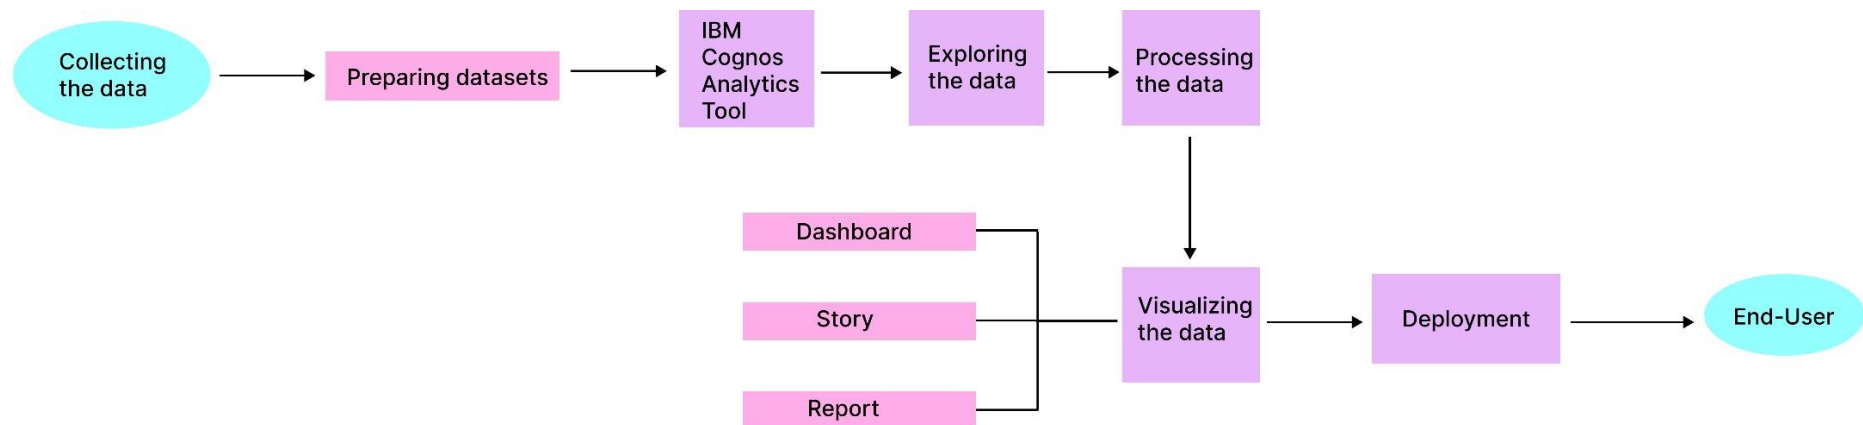 Collecting
the data
Preparing datasets
IBM
Cognos
Analytics
Tool
Exploring
the data
Processing
the data
Dashboard
Story
Report
Visualizing
the data
Deployment
End-User